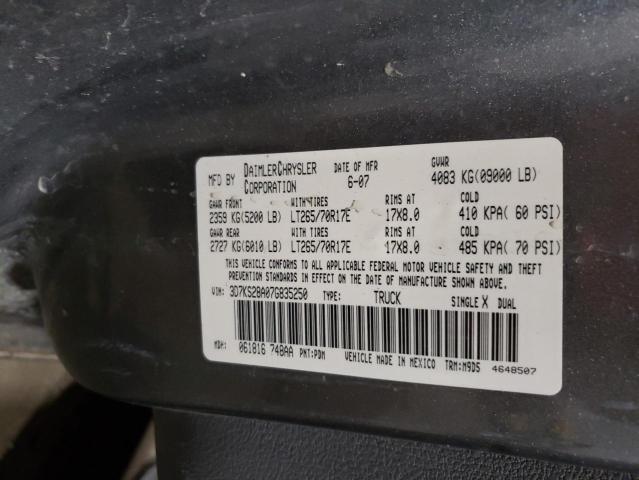 MFD BY DAIMLERCHRYSLER CORPORATION DATE OF MFR 6-07 GVWR 4083 KG(09000 LB)
GAWR FRONT WITH TIRES RIMS AT COLD
2359 KG(5200 LB) LT265/70R17E 17X8.0 410 KPA( 60 PSI)
GAWR REAR WITH TIRES RIMS AT COLD
2727 KG(6010 LB) LT265/70R17E 17X8.0 485 KPA( 70 PSI)
THIS VEHICLE CONFORMS TO ALL APPLICABLE FEDERAL MOTOR VEHICLE SAFETY AND THEFT
PREVENTION STANDARDS IN EFFECT ON THE DATE OF MANUFACTURE SHOWN ABOVE.
VIN: 3D7KS28A07G835250 TYPE: TRUCK SINGLE X DUAL
MDH: 061816 748AA PNT:PDM VEHICLE MADE IN MEXICO TRM:M9D5
4648507